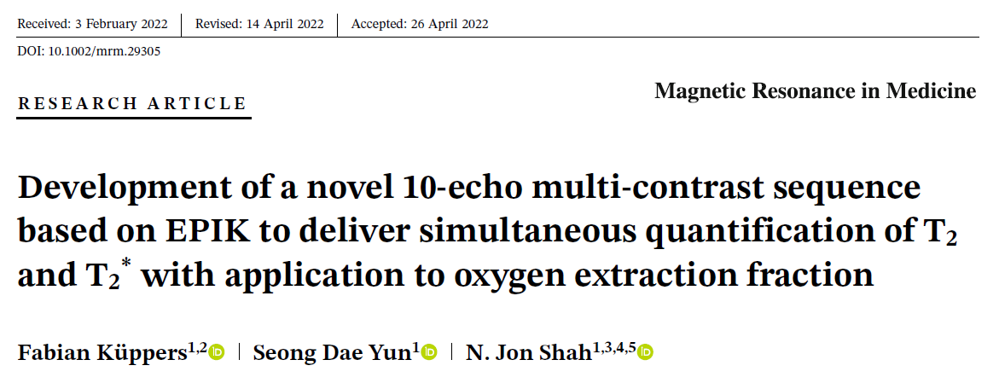 Received: 3 February 2022 | Revised: 14 April 2022 | Accepted: 26 April 2022
DOI: 10.1002/mrm.29305
Magnetic Resonance in Medicine
RESEARCH ARTICLE
Development of a novel 10-echo multi-contrast sequence
based on EPIK to deliver simultaneous quantification of T₂
and T₂* with application to oxygen extraction fraction
Fabian Küppers¹,² iD | Seong Dae Yun¹ iD | N. Jon Shah¹,³,⁴,⁵ iD